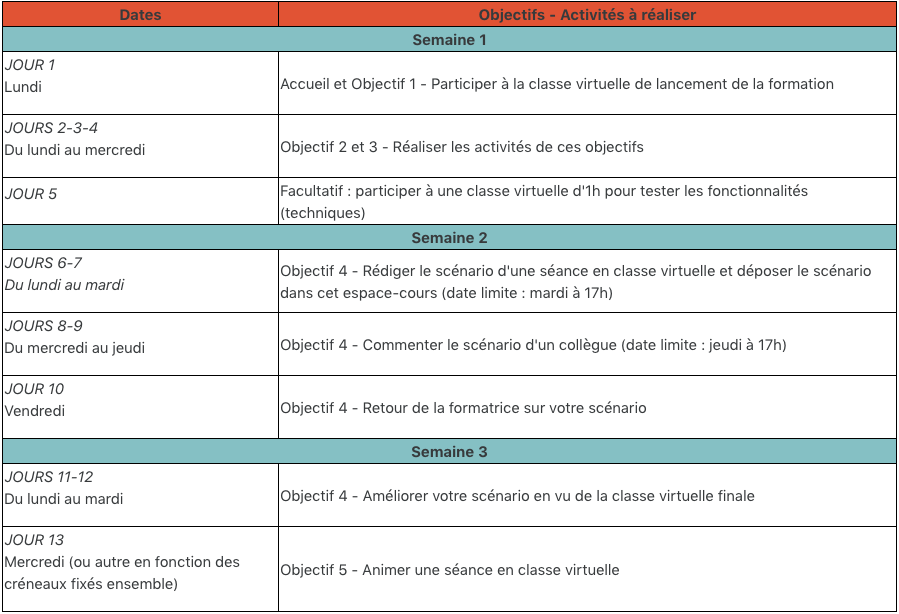 Dates
Objectifs - Activités à réaliser
Semaine 1
JOUR 1
Lundi
Accueil et Objectif 1 - Participer à la classe virtuelle de lancement de la formation
JOURS 2-3-4
Du lundi au mercredi
Objectif 2 et 3 - Réaliser les activités de ces objectifs
JOUR 5
Facultatif : participer à une classe virtuelle d'1h pour tester les fonctionnalités
(techniques)
Semaine 2
JOURS 6-7
Du lundi au mardi
Objectif 4 - Rédiger le scénario d'une séance en classe virtuelle et déposer le scénario
dans cet espace-cours (date limite : mardi à 17h)
JOURS 8-9
Du mercredi au jeudi
Objectif 4 - Commenter le scénario d'un collègue (date limite : jeudi à 17h)
JOUR 10
Vendredi
Objectif 4 - Retour de la formatrice sur votre scénario
Semaine 3
JOURS 11-12
Du lundi au mardi
Objectif 4 - Améliorer votre scénario en vu de la classe virtuelle finale
JOUR 13
Mercredi (ou autre en fonction des
créneaux fixés ensemble)
Objectif 5 - Animer une séance en classe virtuelle